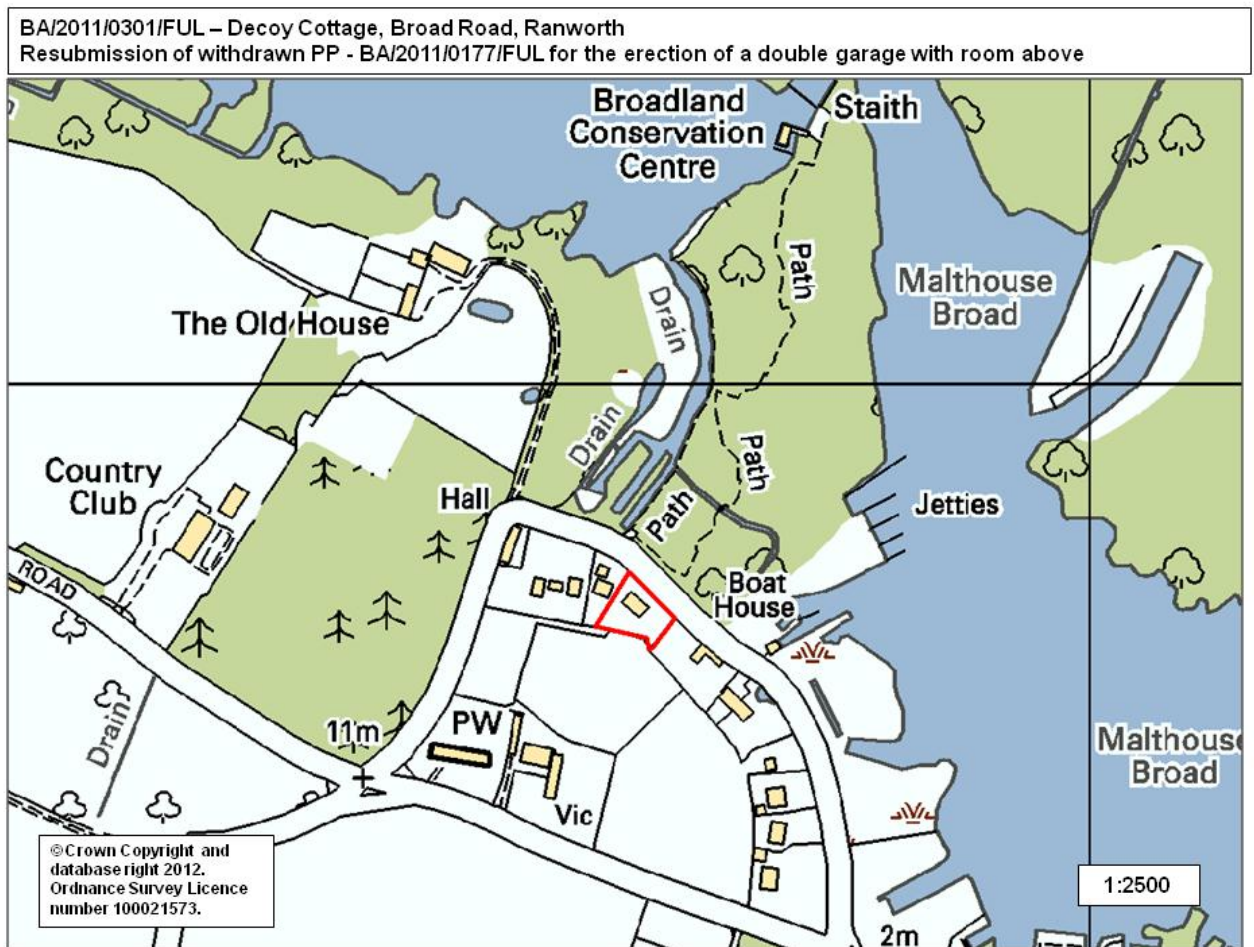 BA/2011/0301/FUL – Decoy Cottage, Broad Road, Ranworth
Resubmission of withdrawn PP - BA/2011/0177/FUL for the erection of a double garage with room above
Broadland
Conservation
Centre
Staith
Path
Malthouse
Broad
Drain
The Old House
Drain
Country
Club
Hall
Path
Path
Jetties
ROAD
Boat
House
Drain
11m
PW
Malthouse
Broad
Vic
©Crown Copyright and
database right 2012.
Ordnance Survey Licence
number 100021573.
1:2500
2m